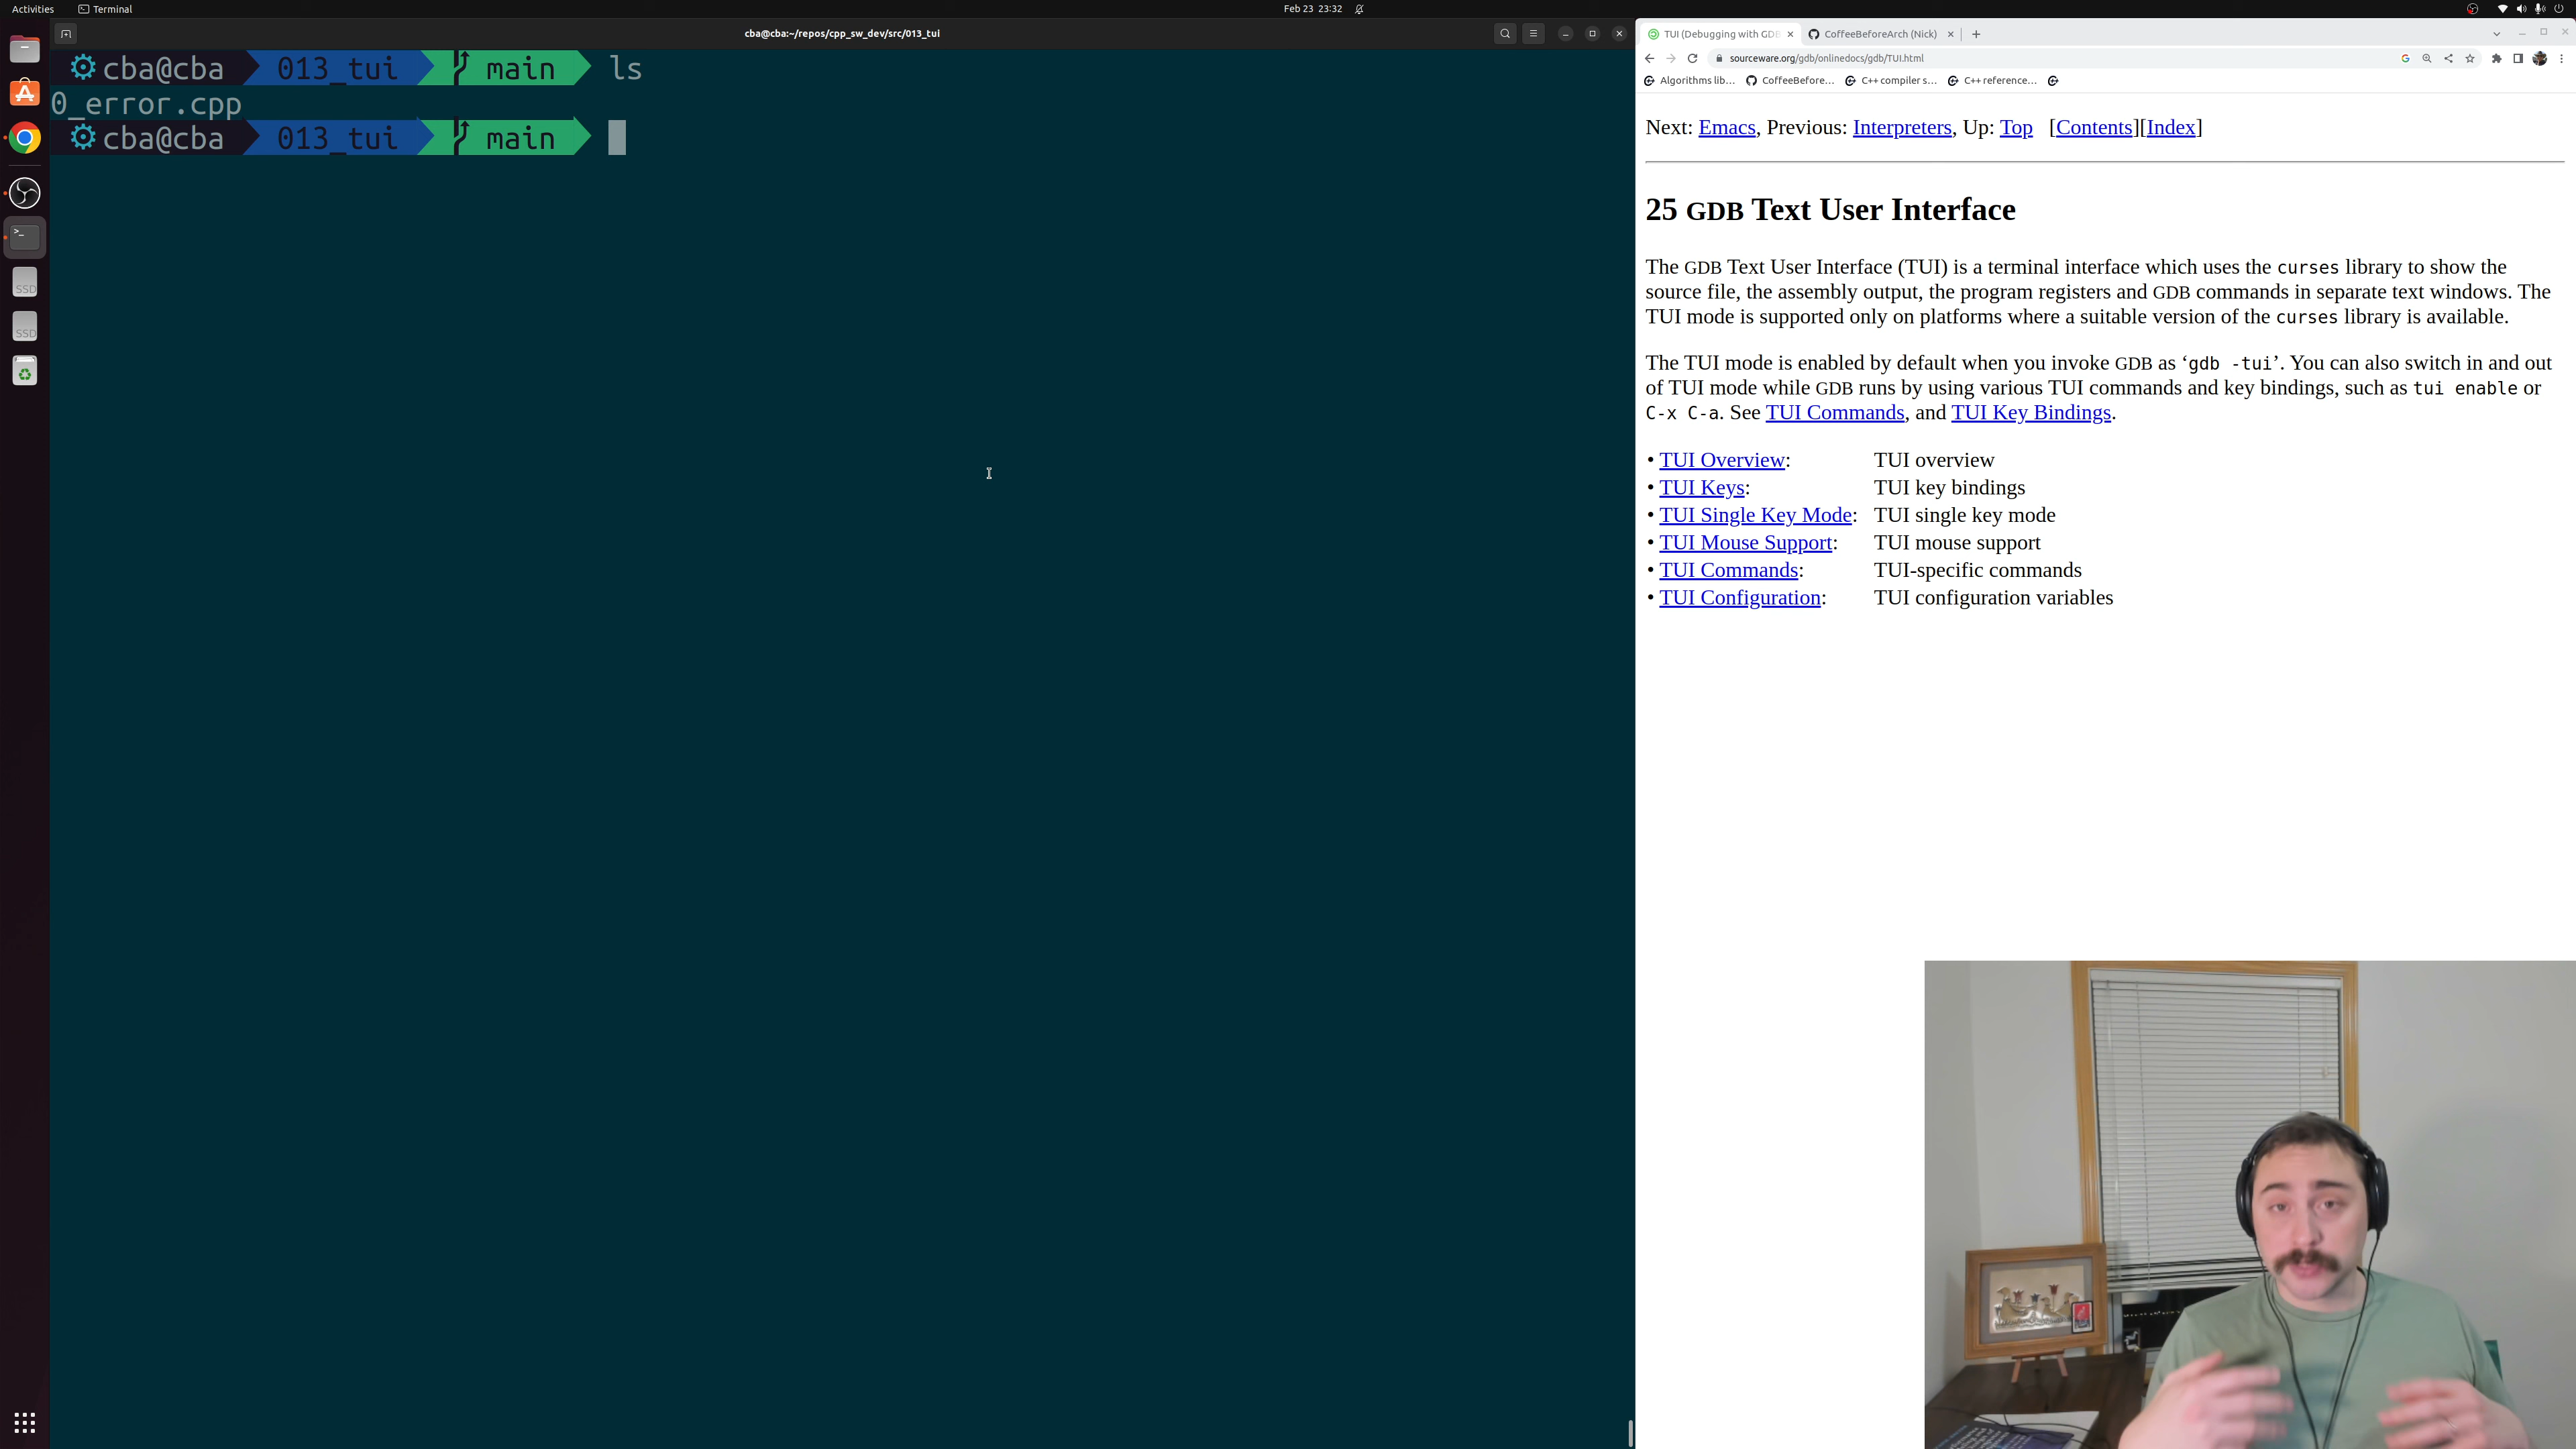 Activities
Terminal
Feb 23 23:32
cba@cba:~/repos/cpp_sw_dev/src/013_tui
cba@cba 013_tui main ls
0_error.cpp
cba@cba 013_tui main
SSD
SSD
TUI (Debugging with GDB
CoffeeBeforeArch (Nick)
sourceware.org/gdb/onlinedocs/gdb/TUI.html
Algorithms lib... CoffeeBefore... C++ compiler s... C++ reference...
Next: Emacs, Previous: Interpreters, Up: Top [Contents][Index]
25 GDB Text User Interface
The GDB Text User Interface (TUI) is a terminal interface which uses the curses library to show the
source file, the assembly output, the program registers and GDB commands in separate text windows. The
TUI mode is supported only on platforms where a suitable version of the curses library is available.
The TUI mode is enabled by default when you invoke GDB as ‘gdb -tui’. You can also switch in and out
of TUI mode while GDB runs by using various TUI commands and key bindings, such as tui enable or
C-x C-a. See TUI Commands, and TUI Key Bindings.
• TUI Overview: TUI overview
• TUI Keys: TUI key bindings
• TUI Single Key Mode: TUI single key mode
• TUI Mouse Support: TUI mouse support
• TUI Commands: TUI-specific commands
• TUI Configuration: TUI configuration variables